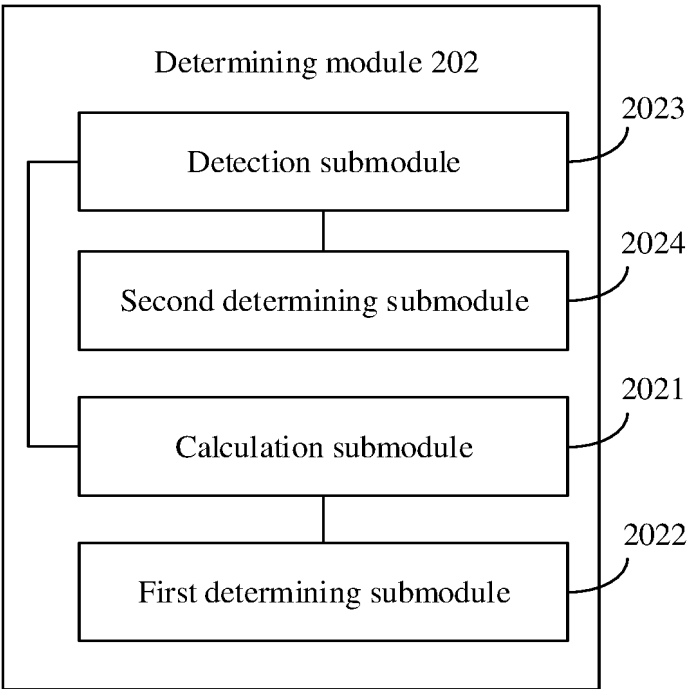 Determining module 202
2023
Detection submodule
2024
Second determining submodule
2021
Calculation submodule
2022
First determining submodule